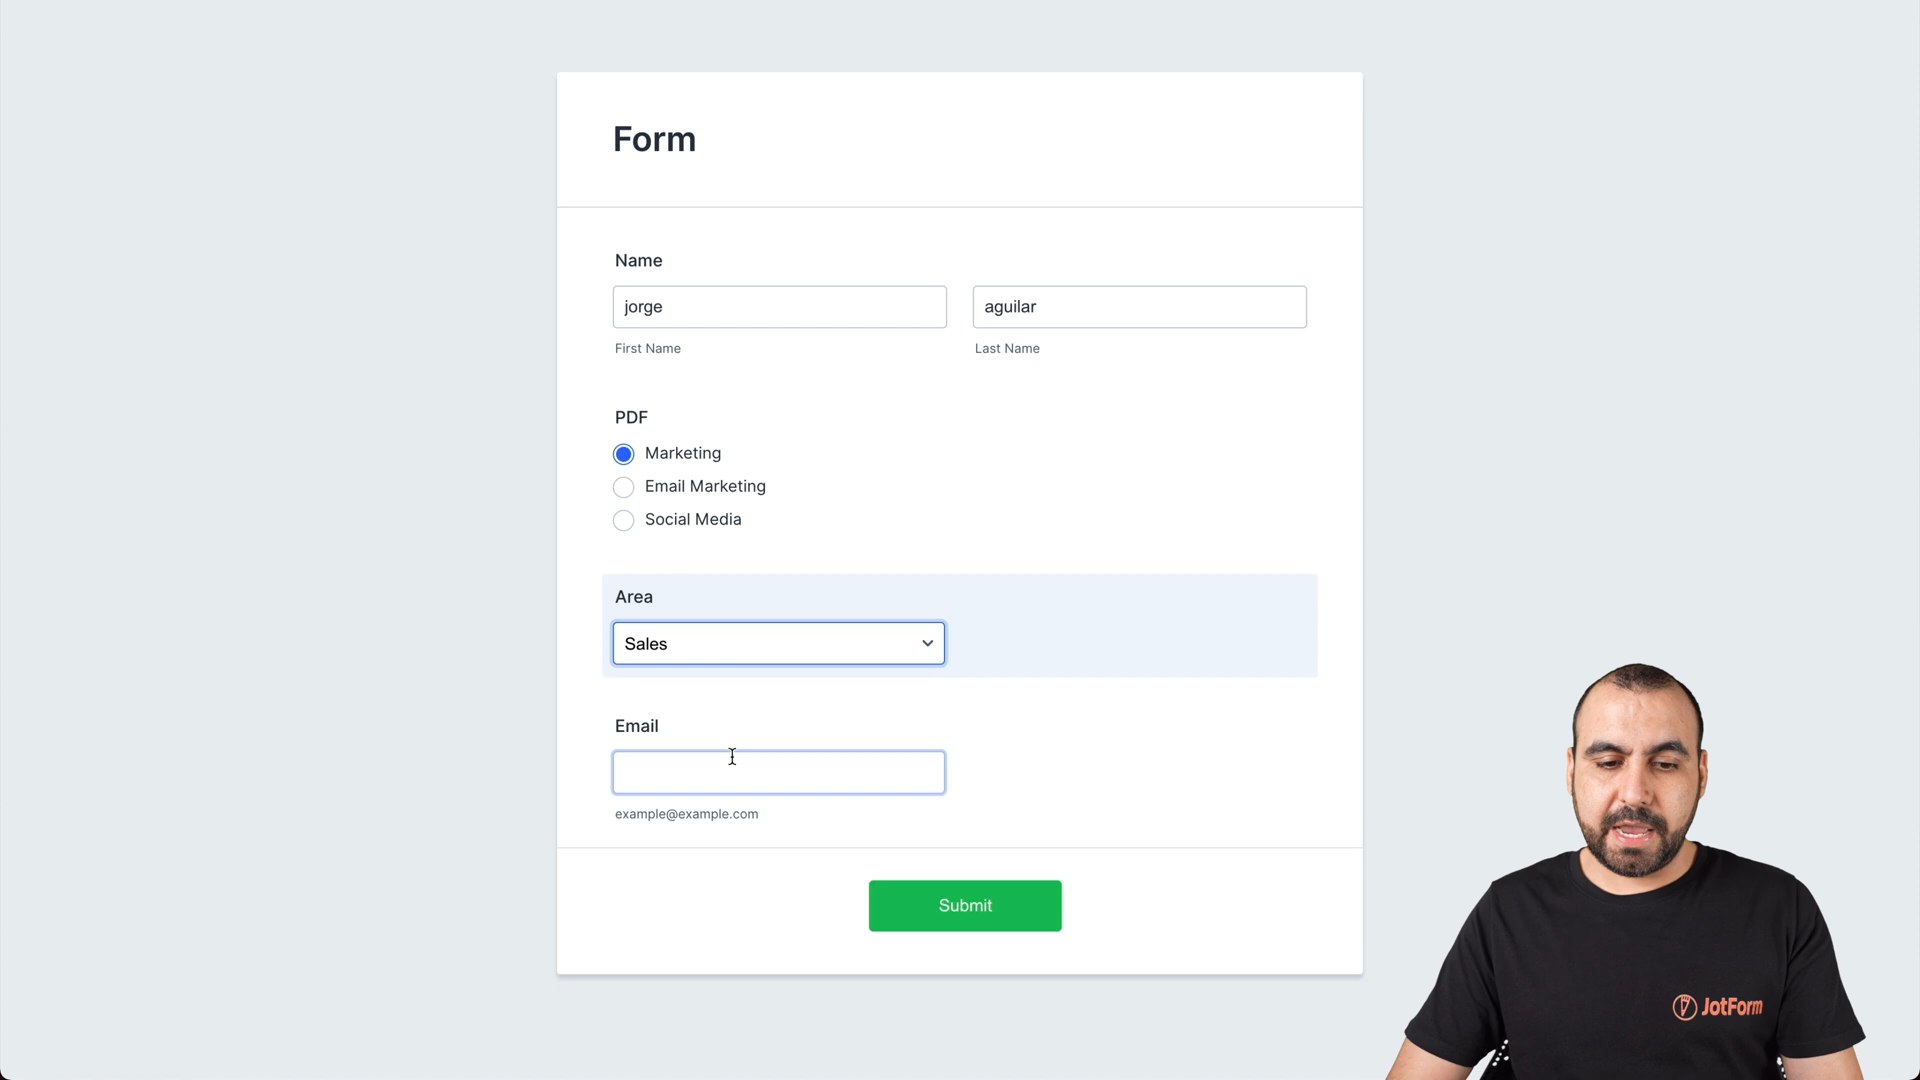 Form
Name
jorge
aguilar
First Name
Last Name
PDF
Marketing
Email Marketing
Social Media
Area
Sales
Email
example@example.com
Submit
JotForm